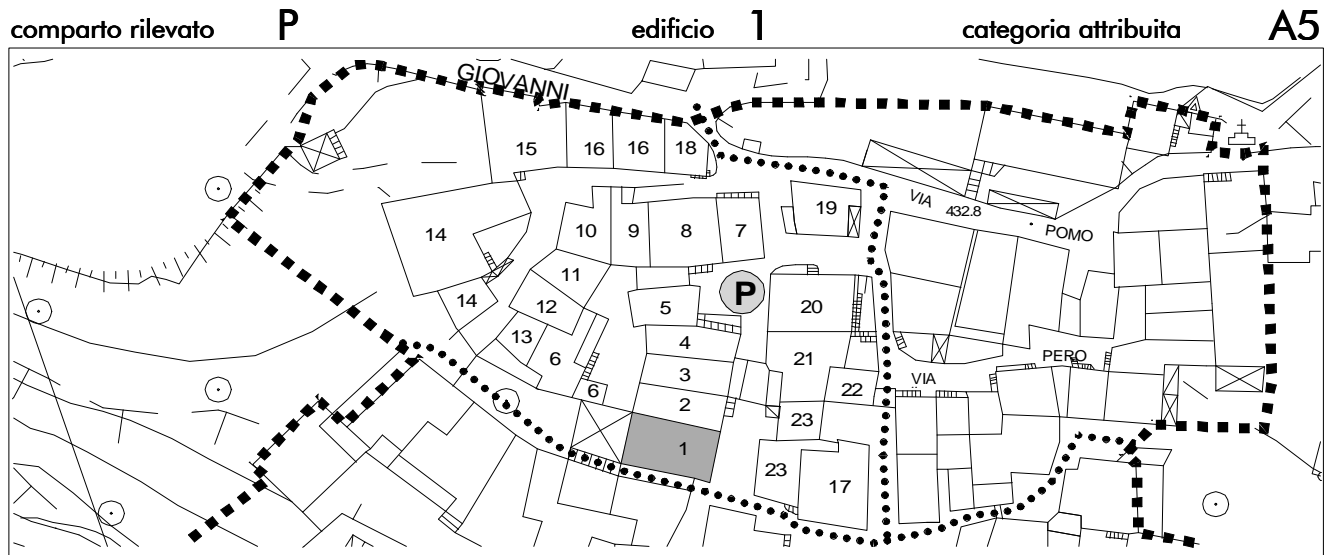 comparto rilevato P edificio 1 categoria attribuita A5
GIOVANNI
15 16 16 18
VIA 432.8 POMO
19
14 10 9 8 7
11
P
14 12 5 20
13 4
6 21 PERO
3 VIA
6 2 22
23
1
23 17